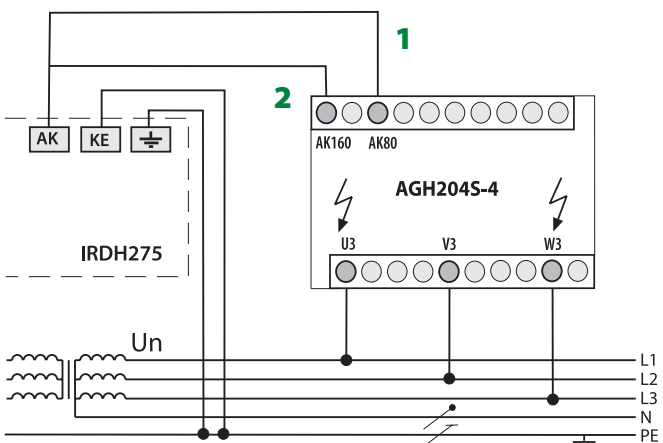 1
2
AK
KE
AK160
AK80
AGH204S-4
U3
V3
W3
IRDH275
Un
L1
L2
L3
N
PE